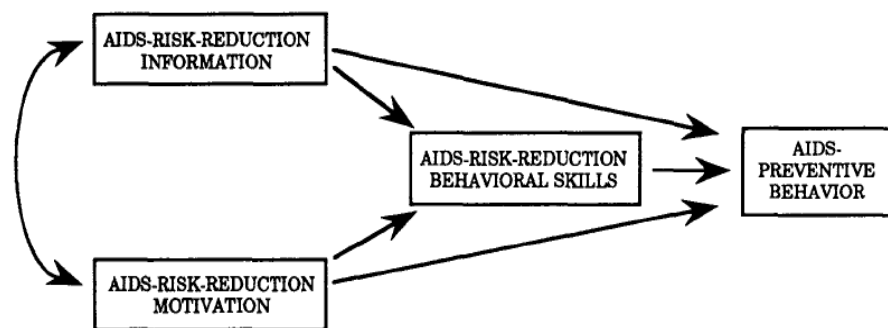 AIDS-RISK-REDUCTION
INFORMATION
AIDS-RISK-REDUCTION
BEHAVIORAL SKILLS
AIDS-
PREVENTIVE
BEHAVIOR
AIDS-RISK-REDUCTION
MOTIVATION